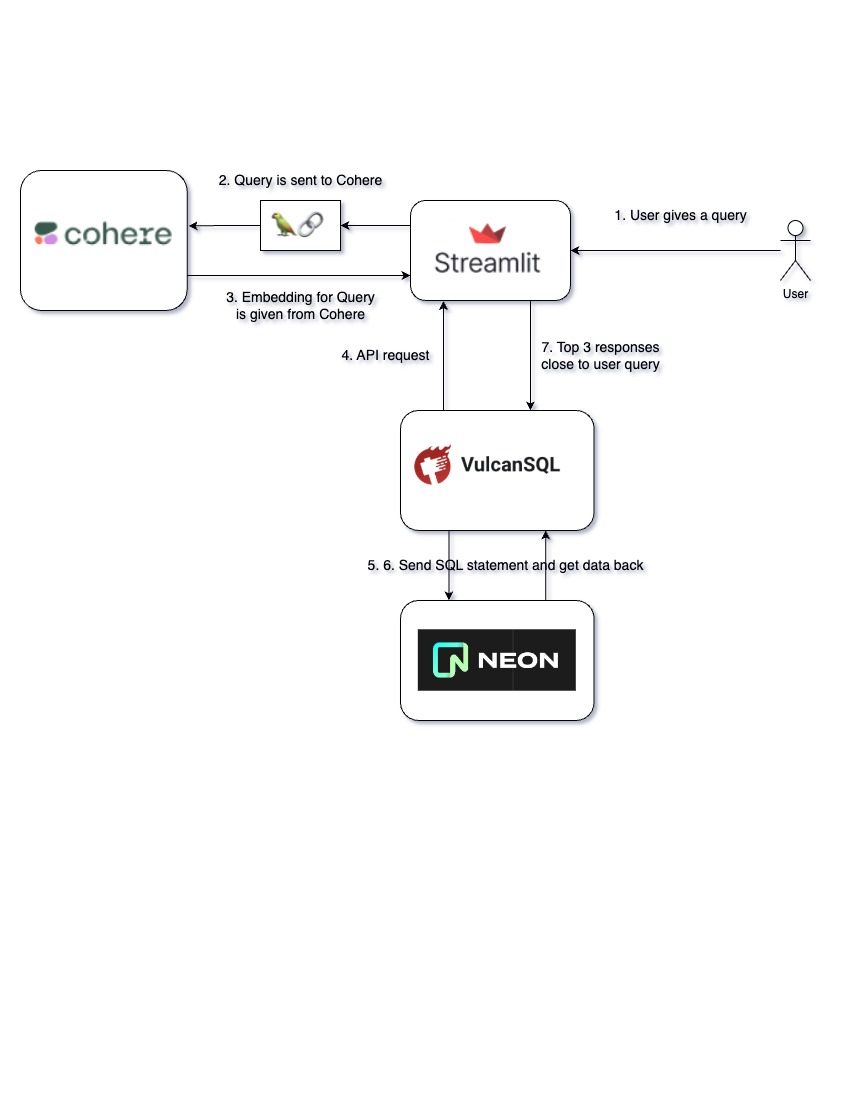 2. Query is sent to Cohere
cohere
Streamlit
1. User gives a query
User
3. Embedding for Query
is given from Cohere
4. API request
7. Top 3 responses
close to user query
VulcanSQL
5. 6. Send SQL statement and get data back
NEON